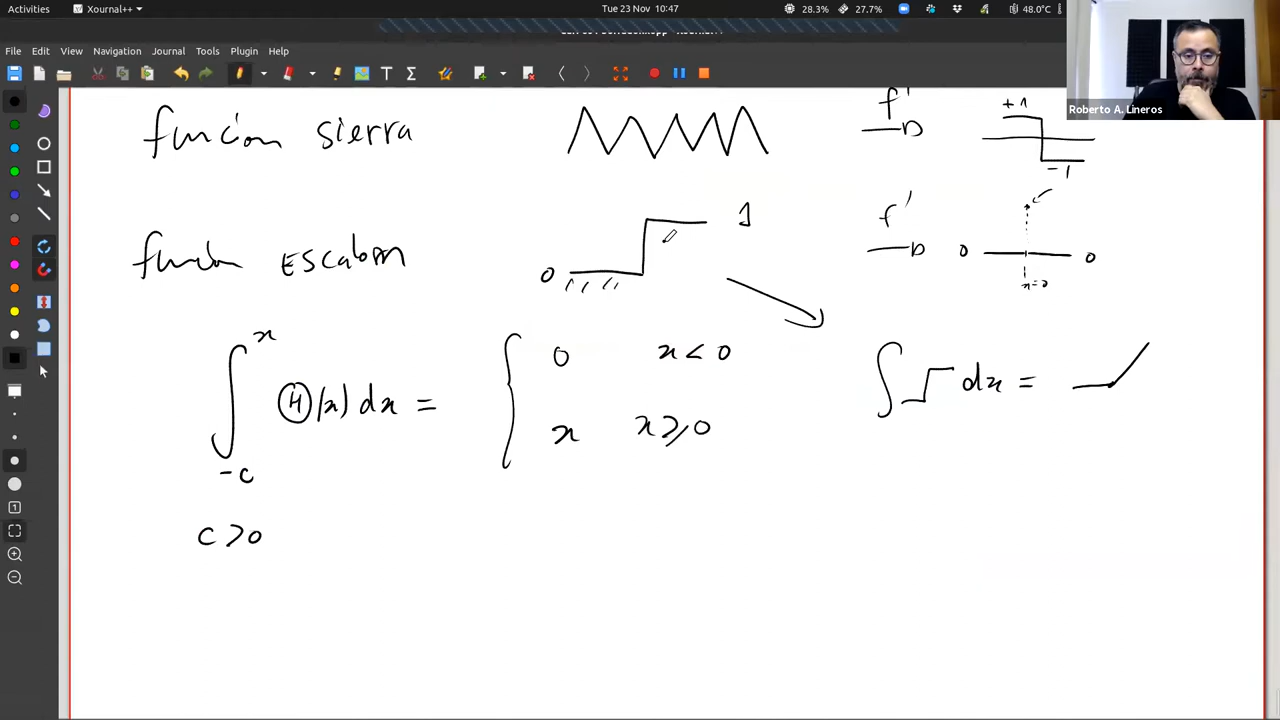 Activities Xournal++ Tue 23 Nov 10:47 28.3% 27.7% 48.0°C
File Edit View Navigation Journal Tools Plugin Help
Roberto A. Lineros
función sierra f' +1 -1
función Escalón 0 1 f' 0 0 x=0
∫_{-c}^{x} Θ(x) dx = { 0 x < 0
x x ⩾ 0
∫ dx =
c > 0